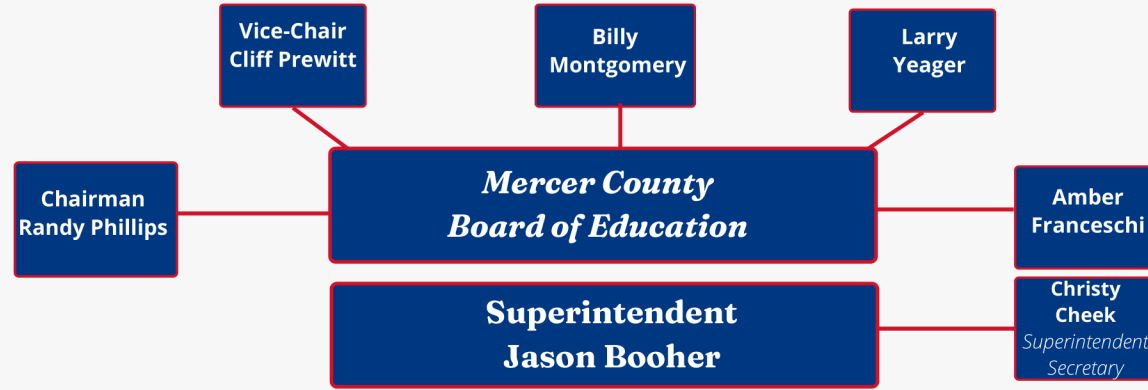 Vice-Chair
Cliff Prewitt
Billy
Montgomery
Larry
Yeager
Chairman
Randy Phillips
Mercer County
Board of Education
Amber
Franceschi
Superintendent
Jason Booher
Christy
Cheek
Superintendent
Secretary